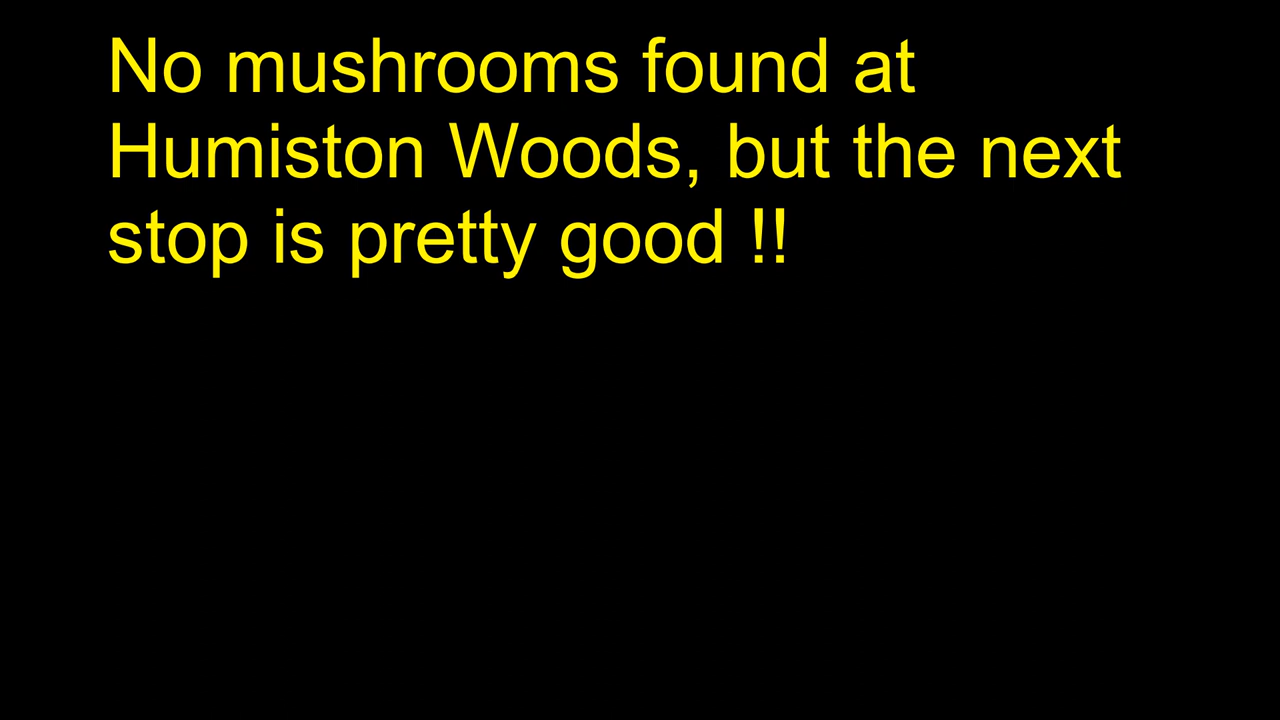 No mushrooms found at
Humiston Woods, but the next
stop is pretty good !!